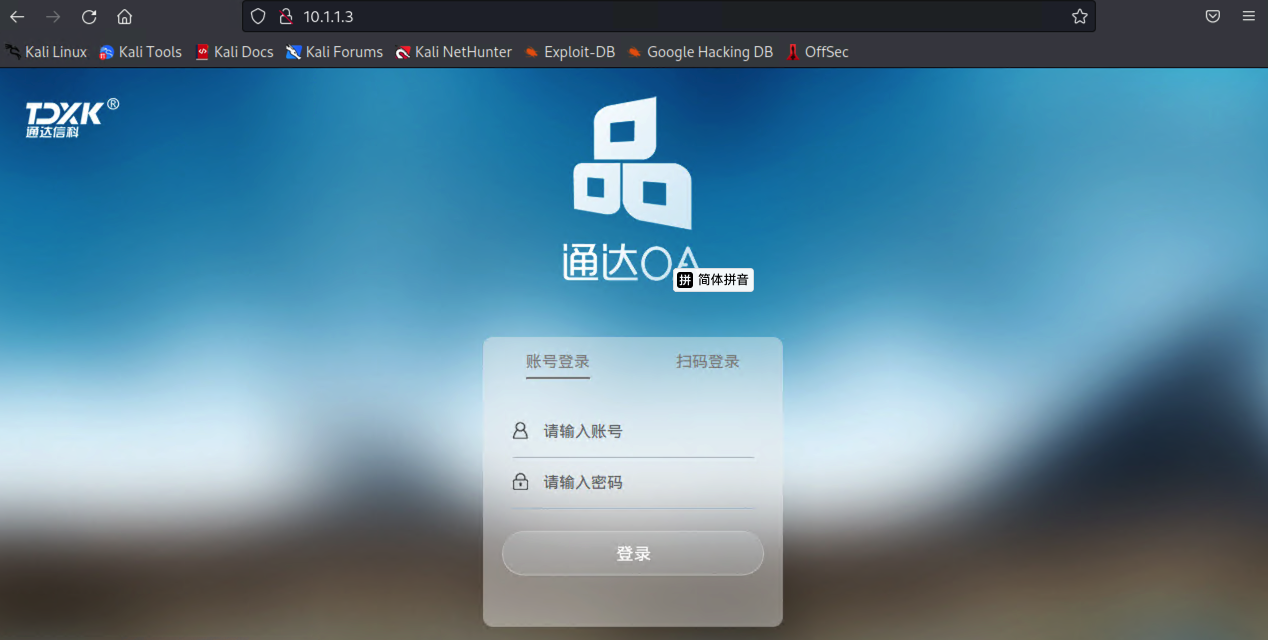 10.1.1.3
Kali Linux Kali Tools Kali Docs Kali Forums Kali NetHunter Exploit-DB Google Hacking DB OffSec
TDXK®
通达信科
通达OA
拼 简体拼音
账号登录 扫码登录
请输入账号
请输入密码
登录